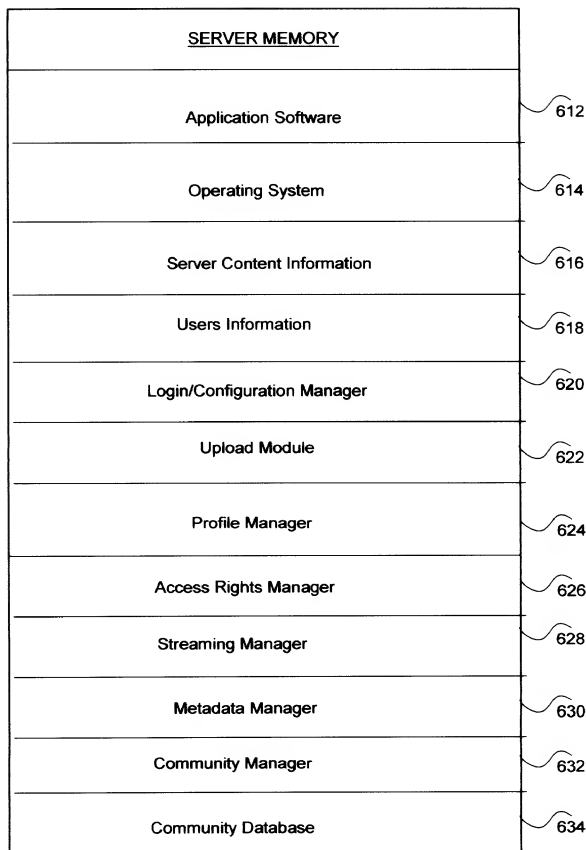 SERVER MEMORY
Application Software 612
Operating System 614
Server Content Information 616
Users Information 618
Login/Configuration Manager 620
Upload Module 622
Profile Manager 624
Access Rights Manager 626
Streaming Manager 628
Metadata Manager 630
Community Manager 632
Community Database 634